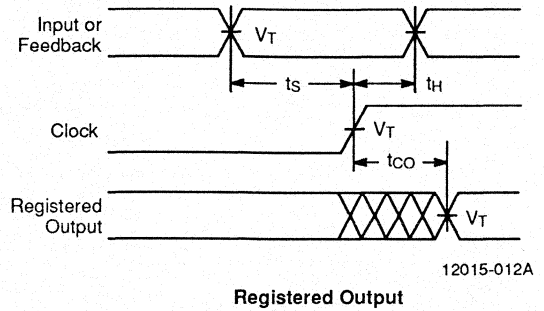 Input or
Feedback
VT
tS
tH
Clock
VT
tCO
Registered
Output
VT
12015-012A
Registered Output